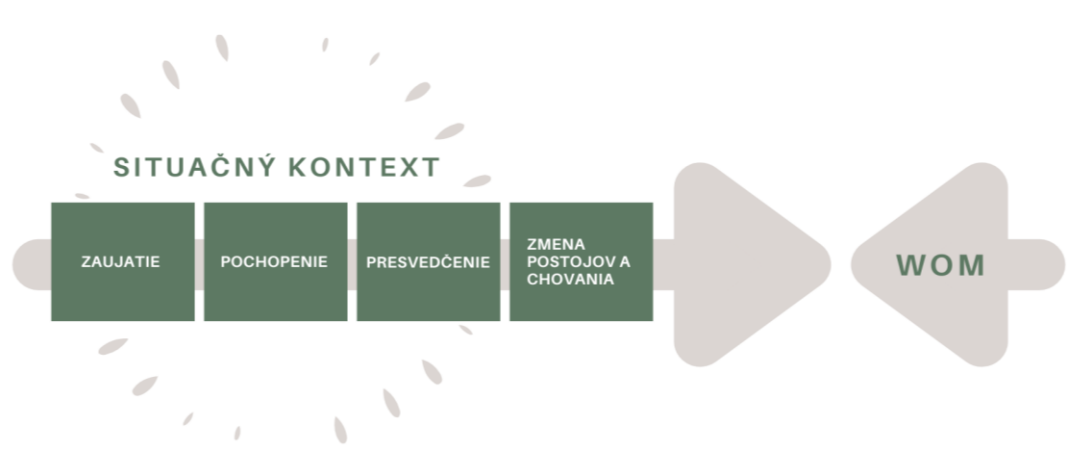 SITUAČNÝ KONTEXT
ZAUJATIE
POCHOPENIE
PRESVEDČENIE
ZMENA
POSTOJOV A
CHOVANIA
WOM